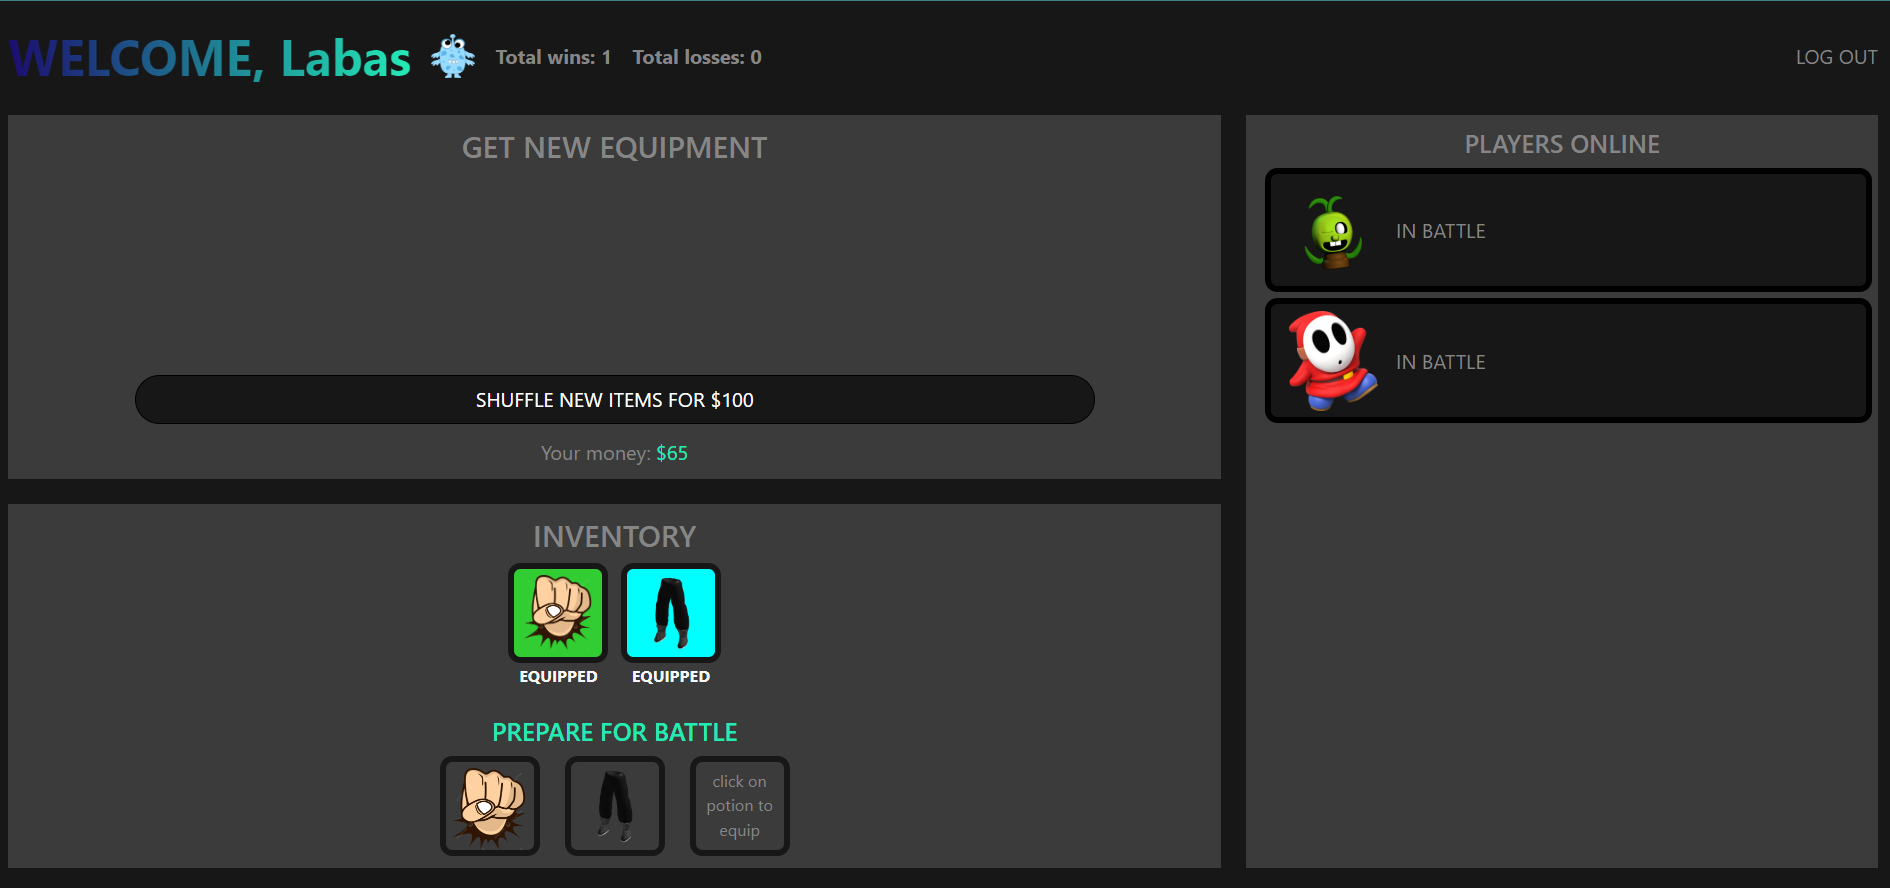 WELCOME, Labas
Total wins: 1
Total losses: 0
LOG OUT
GET NEW EQUIPMENT
SHUFFLE NEW ITEMS FOR $100
Your money: $65
INVENTORY
EQUIPPED
EQUIPPED
PREPARE FOR BATTLE
click on
potion to
equip
PLAYERS ONLINE
IN BATTLE
IN BATTLE